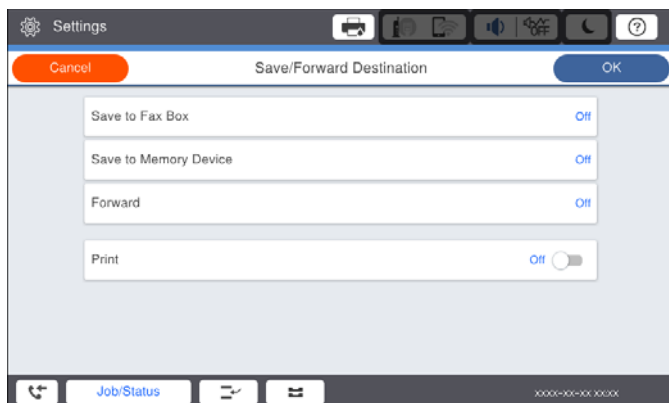 Settings
OFF
Cancel
Save/Forward Destination
OK
Save to Fax Box
Off
Save to Memory Device
Off
Forward
Off
Print
Off
Job/Status
xxxx-xx-xx xx:xx